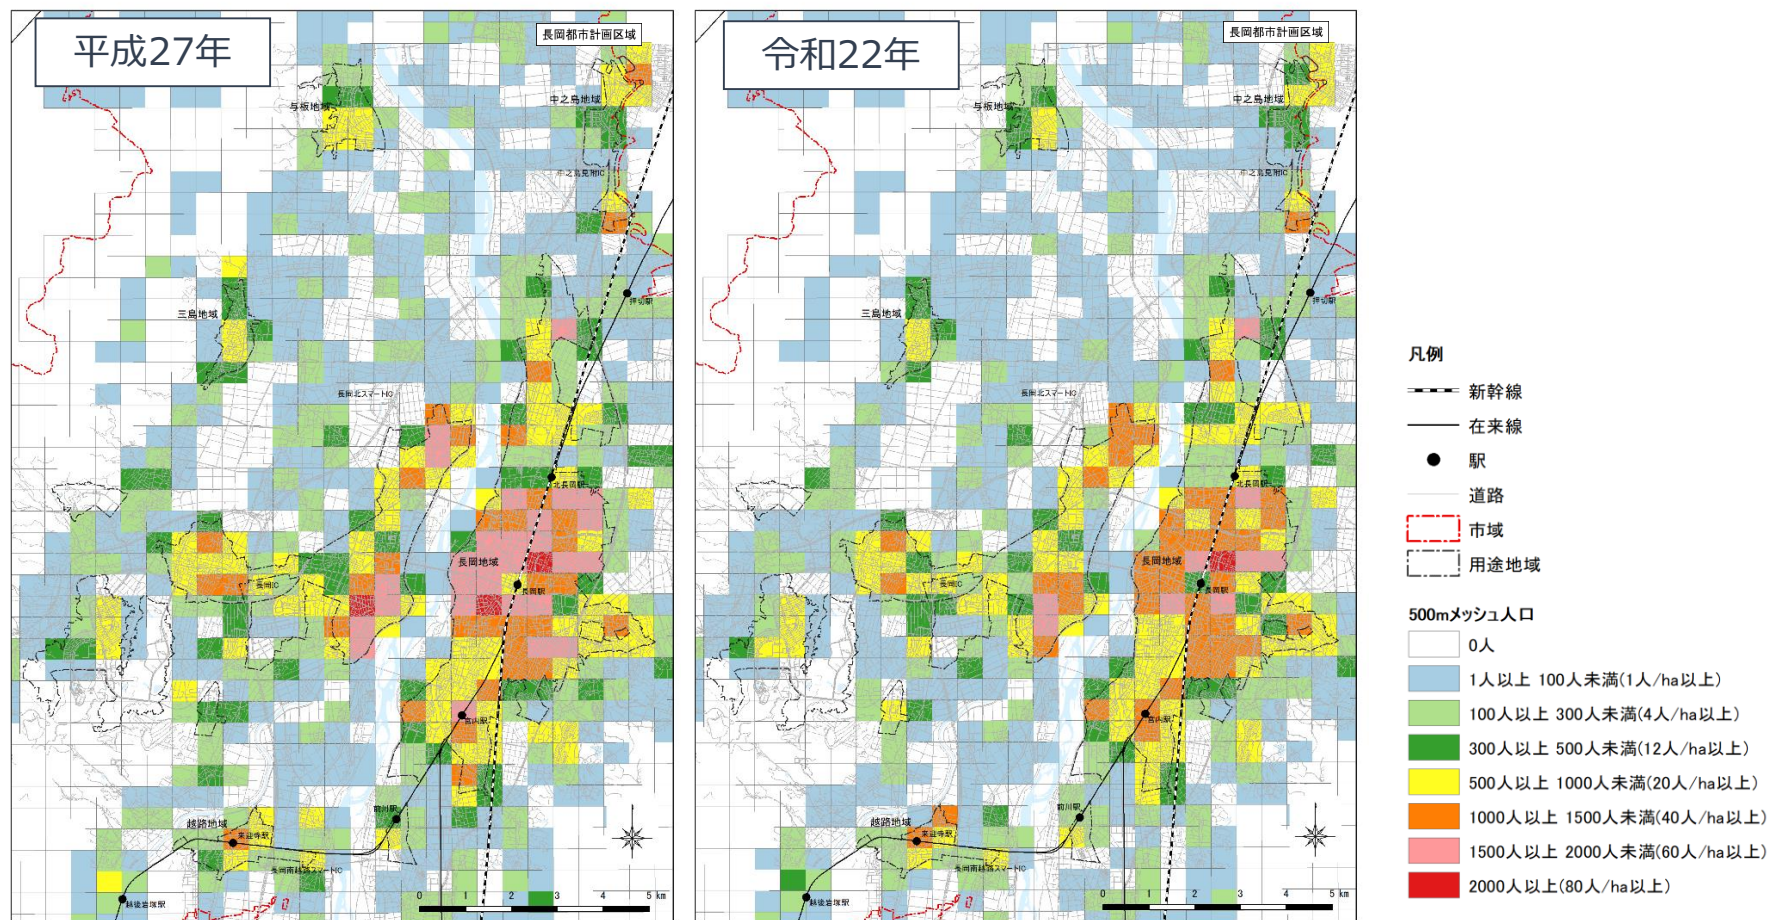 平成27年
長岡都市計画区域
与板地域
中之島地域
中之島見附IC
三島地域
押切駅
長岡北スマートIC
北長岡駅
長岡地域
長岡IC
長岡駅
宮内駅
前川駅
越路地域
来迎寺駅
長岡南越路スマートIC
越後岩塚駅
0 1 2 3 4 5 km
令和22年
長岡都市計画区域
与板地域
中之島地域
中之島見附IC
三島地域
押切駅
長岡北スマートIC
北長岡駅
長岡地域
長岡IC
長岡駅
宮内駅
前川駅
越路地域
来迎寺駅
長岡南越路スマートIC
越後岩塚駅
0 1 2 3 4 5 km
凡例
新幹線
在来線
駅
道路
市域
用途地域
500mメッシュ人口
0人
1人以上 100人未満(1人/ha以上)
100人以上 300人未満(4人/ha以上)
300人以上 500人未満(12人/ha以上)
500人以上 1000人未満(20人/ha以上)
1000人以上 1500人未満(40人/ha以上)
1500人以上 2000人未満(60人/ha以上)
2000人以上(80人/ha以上)